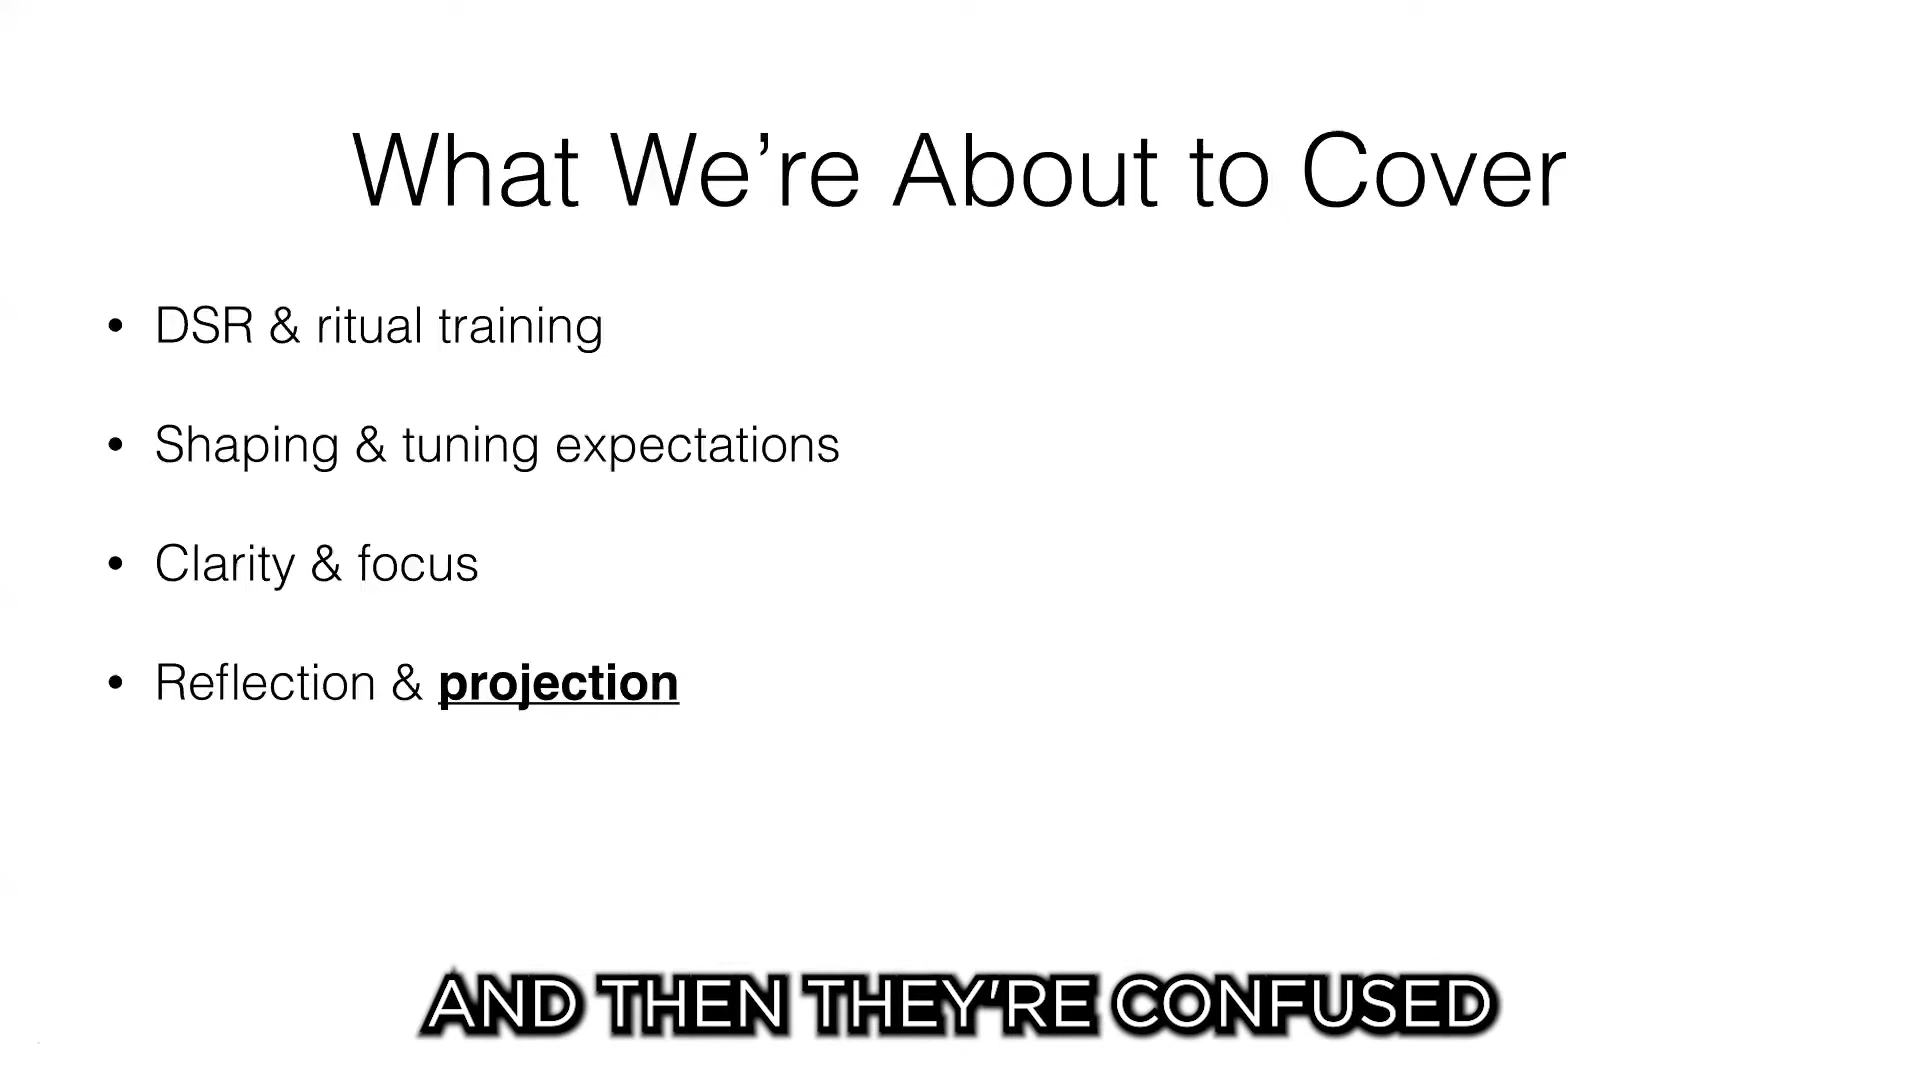 What We’re About to Cover
• DSR & ritual training
• Shaping & tuning expectations
• Clarity & focus
• Reflection & projection
AND THEN THEY'RE CONFUSED